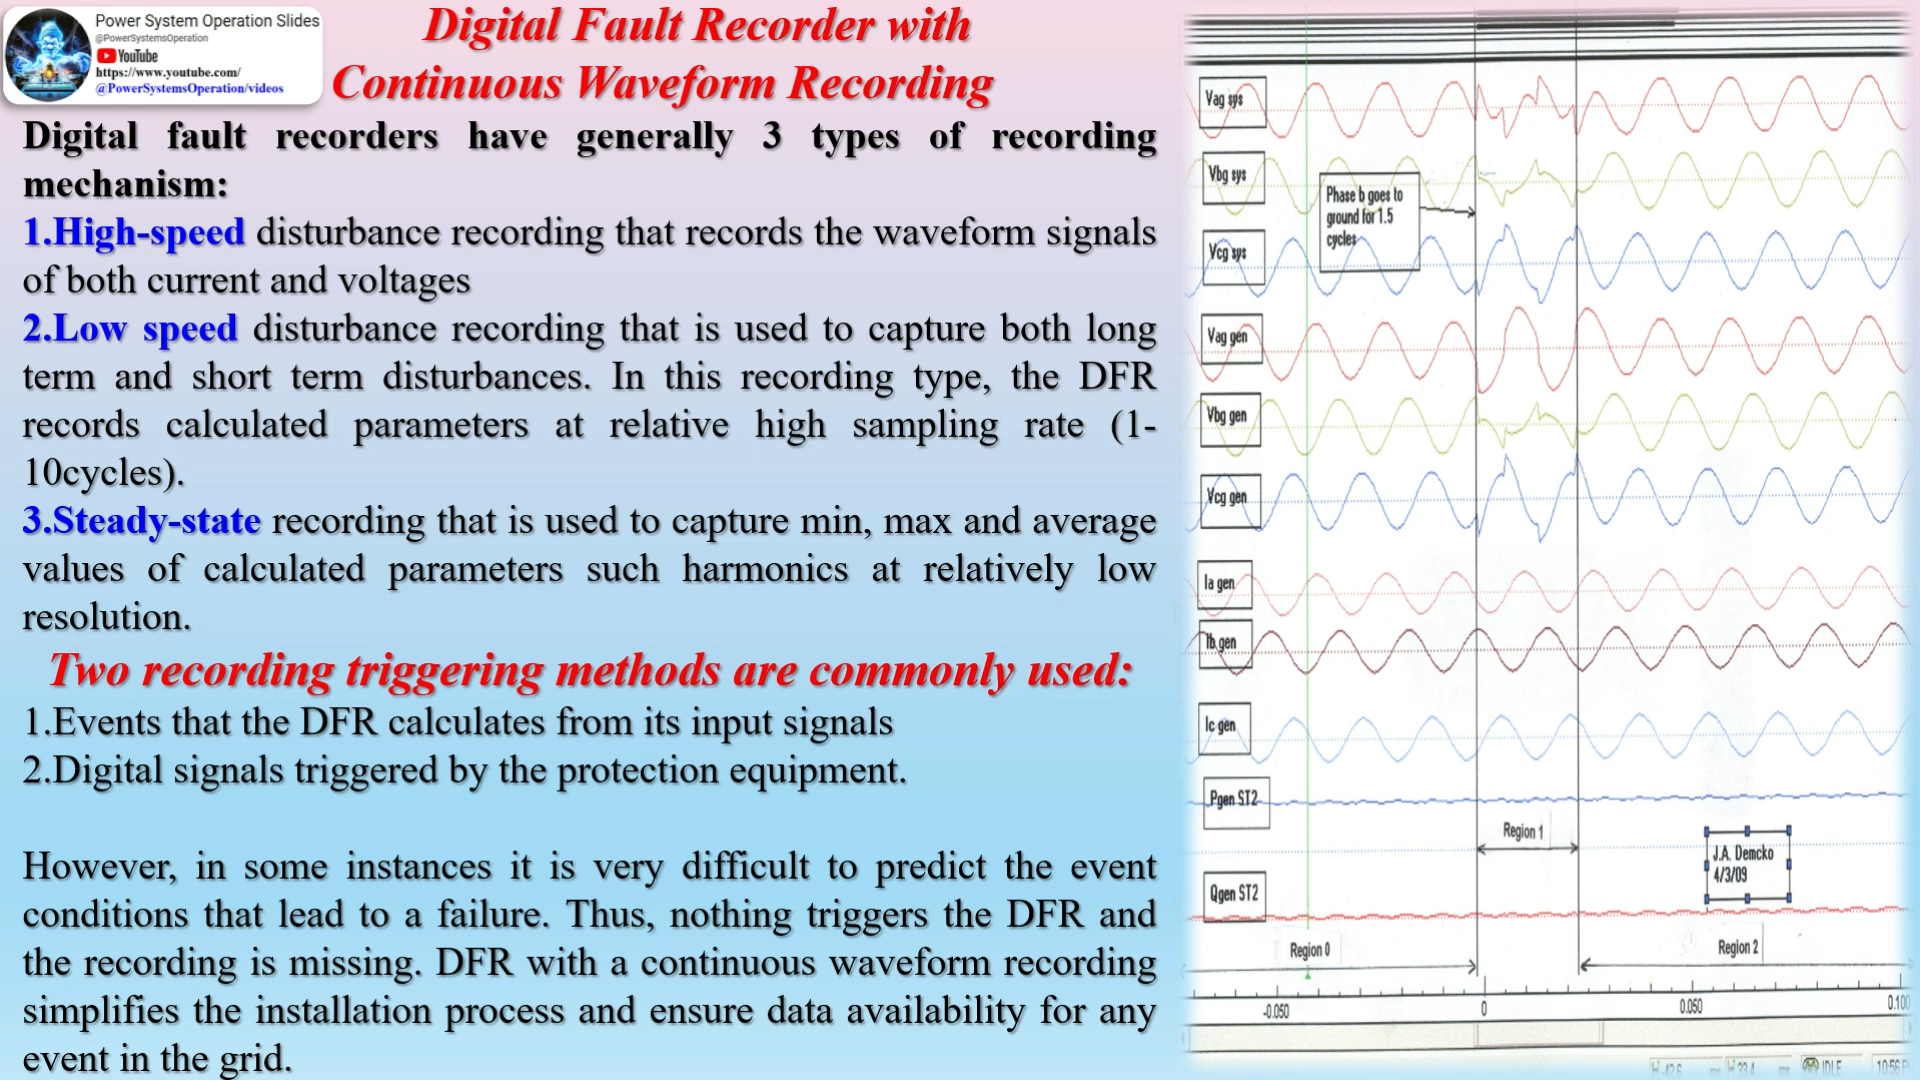 Power System Operation Slides
@PowerSystemsOperation
YouTube
https://www.youtube.com/
@PowerSystemsOperation/videos
Digital Fault Recorder with
Continuous Waveform Recording
Digital fault recorders have generally 3 types of recording
mechanism:
1.High-speed disturbance recording that records the waveform signals
of both current and voltages
2.Low speed disturbance recording that is used to capture both long
term and short term disturbances. In this recording type, the DFR
records calculated parameters at relative high sampling rate (1-
10cycles).
3.Steady-state recording that is used to capture min, max and average
values of calculated parameters such harmonics at relatively low
resolution.
Two recording triggering methods are commonly used:
1.Events that the DFR calculates from its input signals
2.Digital signals triggered by the protection equipment.
However, in some instances it is very difficult to predict the event
conditions that lead to a failure. Thus, nothing triggers the DFR and
the recording is missing. DFR with a continuous waveform recording
simplifies the installation process and ensure data availability for any
event in the grid.
Vag sys
Vbg sys
Phase b goes to
ground for 1.5
cycles
Vcg sys
Vag gen
Vbg gen
Vcg gen
Ia gen
Ib gen
Ic gen
Pgen ST2
Region 1
J.A. Demcko
4/3/09
Qgen ST2
Region 0
Region 2
-0.050
0
0.050
0.100
IDLE